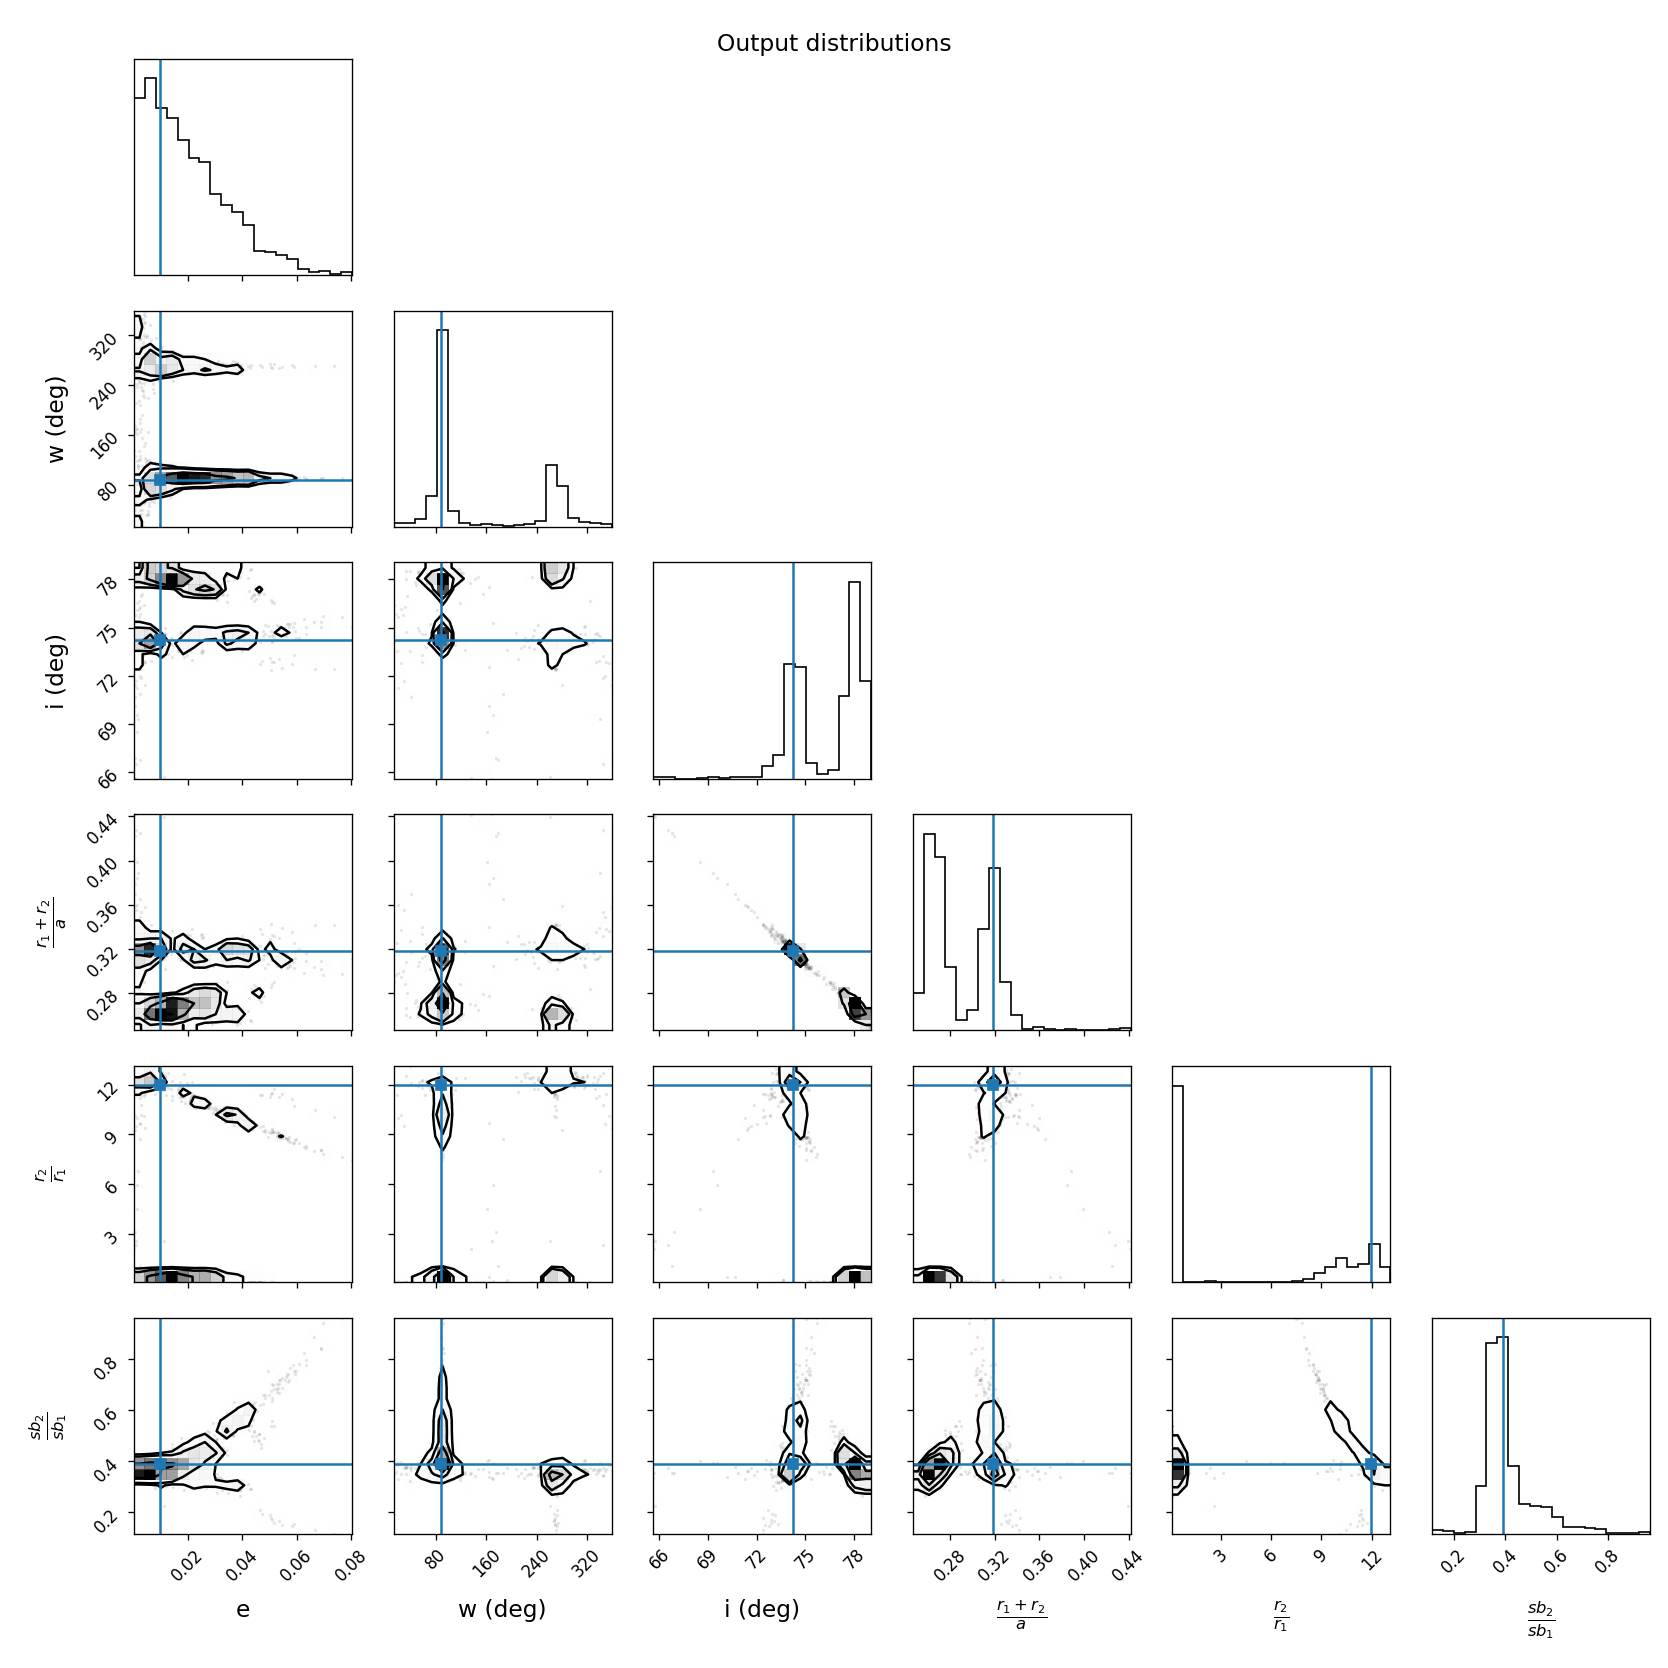 Output distributions
320
240
160
80
w (deg)
78
75
72
69
66
i (deg)
0.44
0.40
0.36
0.32
0.28
r₁ + r₂
a
12
9
6
3
r₂
r₁
0.8
0.6
0.4
0.2
sb₂
sb₁
0.02 0.04 0.06 0.08 80 160 240 320 66 69 72 75 78 0.28 0.32 0.36 0.40 0.44 3 6 9 12 0.2 0.4 0.6 0.8
e w (deg) i (deg) r₁ + r₂ r₂ sb₂
a r₁ sb₁